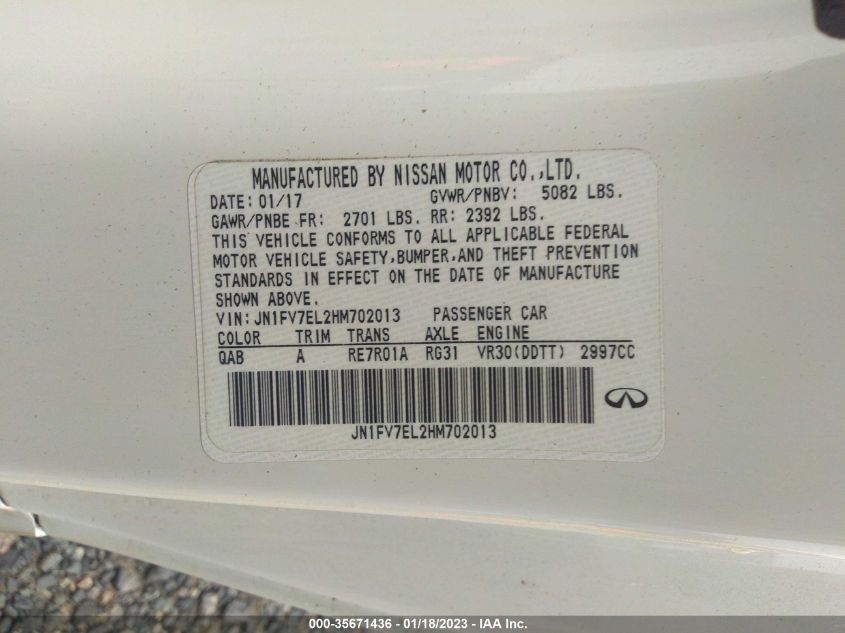 MANUFACTURED BY NISSAN MOTOR CO.,LTD.
DATE: 01/17 GVWR/PNBV: 5082 LBS.
GAWR/PNBE FR: 2701 LBS. RR: 2392 LBS.
THIS VEHICLE CONFORMS TO ALL APPLICABLE FEDERAL
MOTOR VEHICLE SAFETY,BUMPER,AND THEFT PREVENTION
STANDARDS IN EFFECT ON THE DATE OF MANUFACTURE
SHOWN ABOVE.
VIN: JN1FV7EL2HM702013 PASSENGER CAR
COLOR TRIM TRANS AXLE ENGINE
QAB A RE7R01A RG31 VR30(DDTT) 2997CC
JN1FV7EL2HM702013
000-35671436 - 01/18/2023 - © IAA Inc.